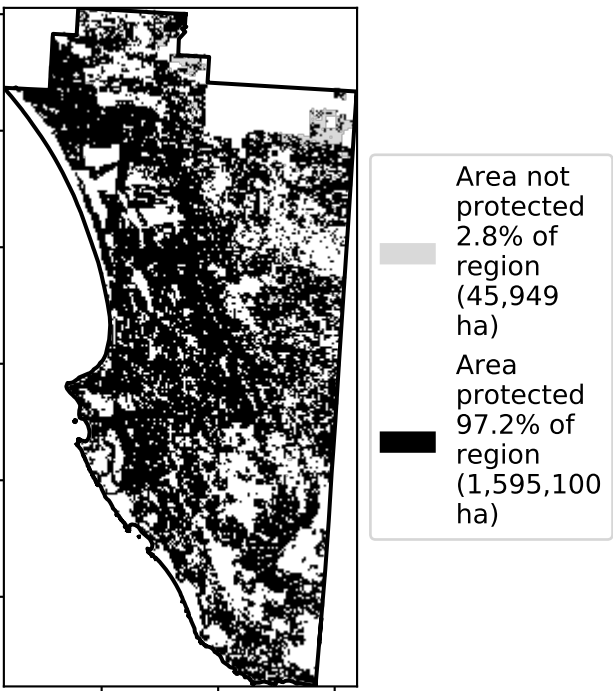 Area not
protected
2.8% of
region
(45,949
ha)
Area
protected
97.2% of
region
(1,595,100
ha)